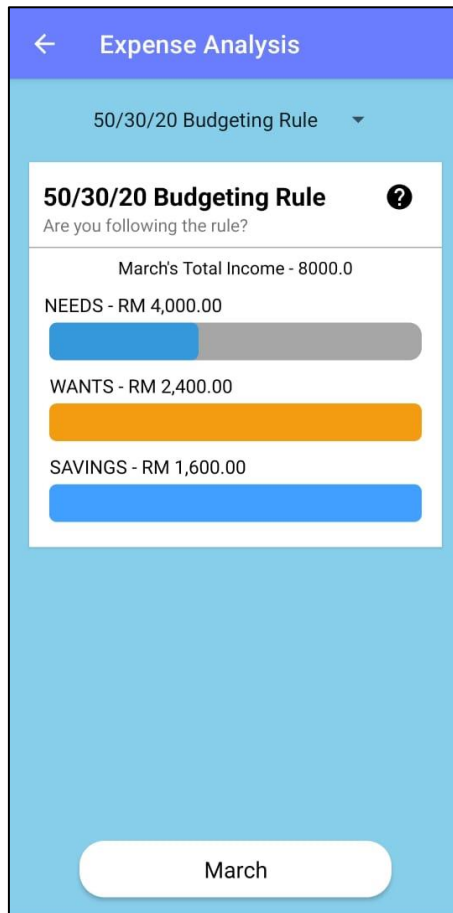 Expense Analysis
50/30/20 Budgeting Rule
50/30/20 Budgeting Rule
Are you following the rule?
March's Total Income - 8000.0
NEEDS - RM 4,000.00
WANTS - RM 2,400.00
SAVINGS - RM 1,600.00
March